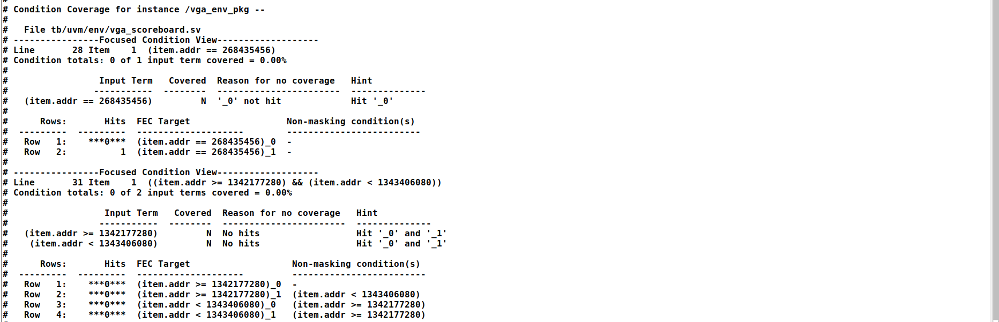 #
# Condition Coverage for instance /vga_env_pkg --
#
#   File tb/uvm/env/vga_scoreboard.sv
# ----------------Focused Condition View-------------------
# Line       28 Item    1  (item.addr == 268435456)
# Condition totals: 0 of 1 input term covered = 0.00%
#
#                 Input Term   Covered  Reason for no coverage   Hint
#                -----------  --------  -----------------------  --------------
#   (item.addr == 268435456)         N  '_0' not hit             Hit '_0'
#
#      Rows:       Hits  FEC Target                  Non-masking condition(s)
#  ---------  ---------  --------------------        -------------------------
#   Row   1:    ***0***  (item.addr == 268435456)_0  -
#   Row   2:          1  (item.addr == 268435456)_1  -
#
# ----------------Focused Condition View-------------------
# Line       31 Item    1  ((item.addr >= 1342177280) && (item.addr < 1343406080))
# Condition totals: 0 of 2 input terms covered = 0.00%
#
#                  Input Term   Covered  Reason for no coverage   Hint
#                 -----------  --------  -----------------------  --------------
#   (item.addr >= 1342177280)         N  No hits                  Hit '_0' and '_1'
#    (item.addr < 1343406080)         N  No hits                  Hit '_0' and '_1'
#
#      Rows:       Hits  FEC Target                   Non-masking condition(s)
#  ---------  ---------  --------------------         -------------------------
#   Row   1:    ***0***  (item.addr >= 1342177280)_0  -
#   Row   2:    ***0***  (item.addr >= 1342177280)_1  (item.addr < 1343406080)
#   Row   3:    ***0***  (item.addr < 1343406080)_0   (item.addr >= 1342177280)
#   Row   4:    ***0***  (item.addr < 1343406080)_1   (item.addr >= 1342177280)